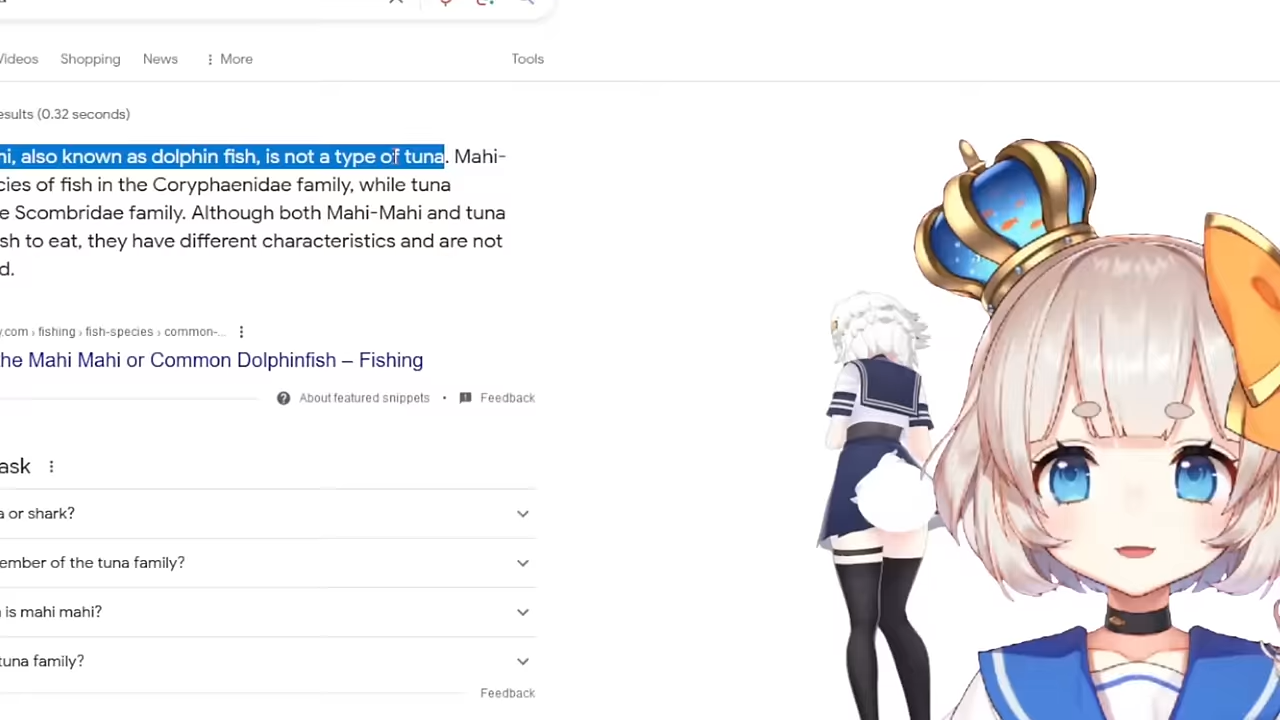 Videos Shopping News More Tools
results (0.32 seconds)
hi, also known as dolphin fish, is not a type of tuna. Mahi-
cies of fish in the Coryphaenidae family, while tuna
e Scombridae family. Although both Mahi-Mahi and tuna
sh to eat, they have different characteristics and are not
d.
y.com › fishing › fish-species › common-...
the Mahi Mahi or Common Dolphinfish – Fishing
About featured snippets • Feedback
ask
a or shark?
ember of the tuna family?
is mahi mahi?
tuna family?
Feedback